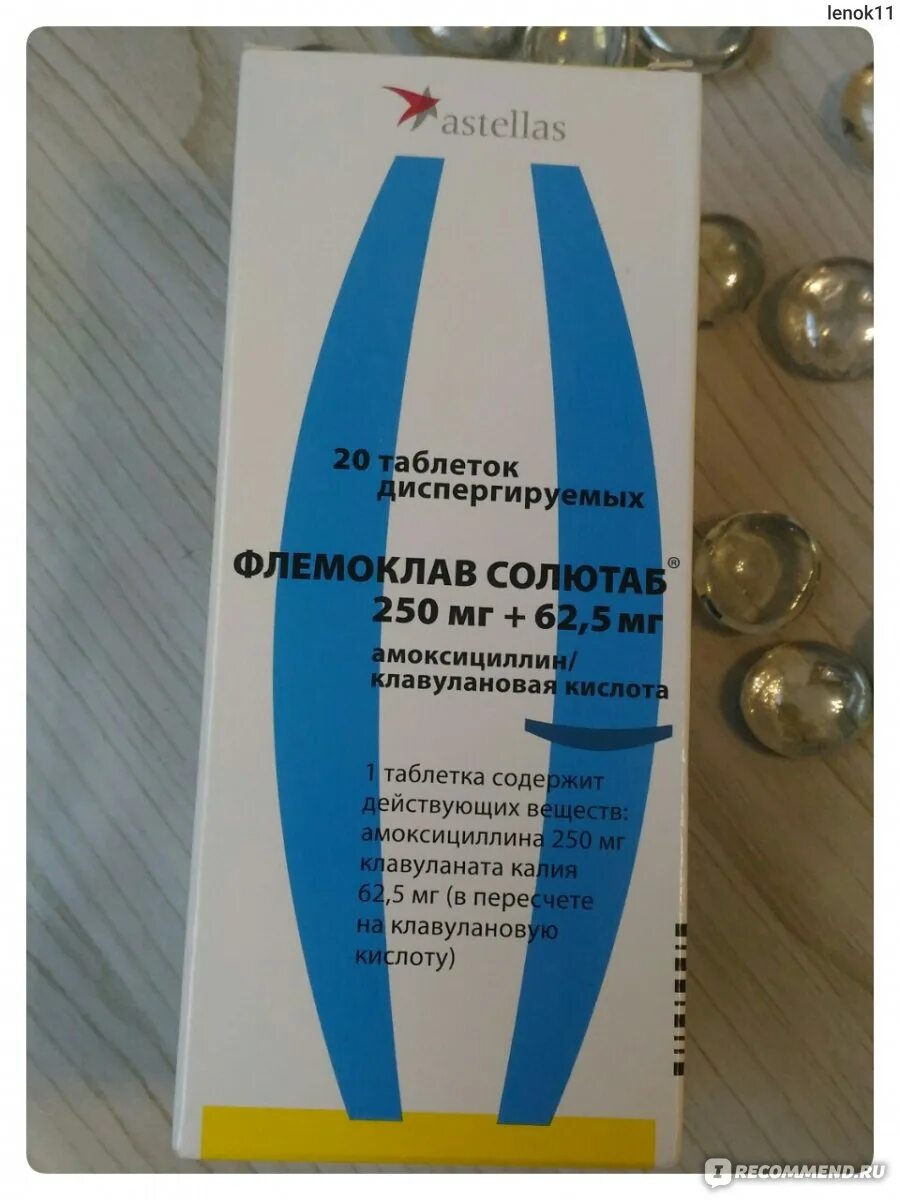 lenok11
astellas
20 таблеток
диспергируемых
ФЛЕМОКЛАВ СОЛЮТАБ®
250 мг + 62,5 мг
амоксициллин/
клавулановая кислота
1 таблетка содержит
действующих веществ:
амоксициллина 250 мг
клавуланата калия
62,5 мг (в пересчете
на клавулановую
кислоту)
I RECOMMEND.RU